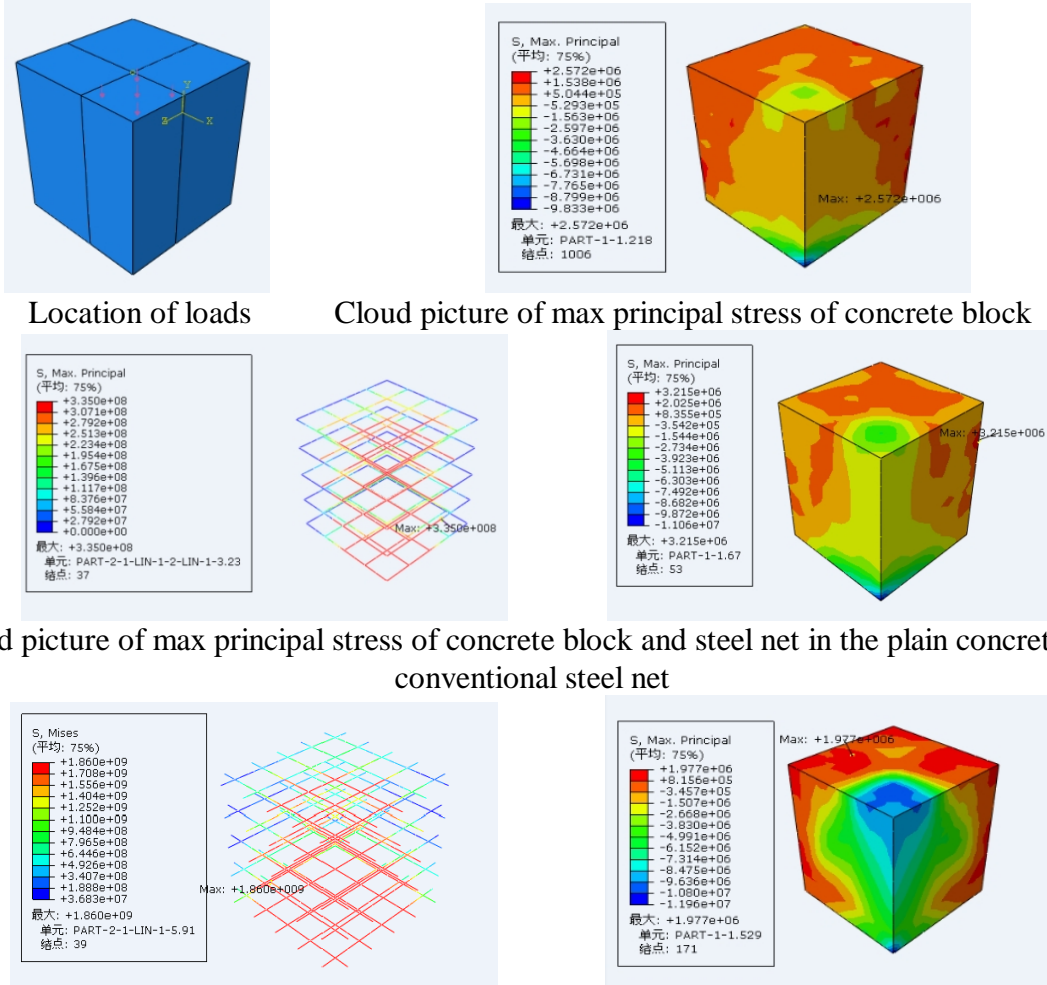 Y
Z
X
S, Max. Principal
(平均: 75%)
+2.572e+06
+1.538e+06
+5.044e+05
-5.293e+05
-1.563e+06
-2.597e+06
-3.630e+06
-4.664e+06
-5.698e+06
-6.731e+06
-7.765e+06
-8.799e+06
-9.833e+06
最大: +2.572e+06
单元: PART-1-1.218
结点: 1006
Max: +2.572e+006
Location of loads
Cloud picture of max principal stress of concrete block
S, Max. Principal
(平均: 75%)
+3.350e+08
+3.071e+08
+2.792e+08
+2.513e+08
+2.234e+08
+1.954e+08
+1.675e+08
+1.396e+08
+1.117e+08
+8.376e+07
+5.584e+07
+2.792e+07
+0.000e+00
最大: +3.350e+08
单元: PART-2-1-LIN-1-2-LIN-1-3.23
结点: 37
Max: +3.350e+008
S, Max. Principal
(平均: 75%)
+3.215e+06
+2.025e+06
+8.355e+05
-3.542e+05
-1.544e+06
-2.734e+06
-3.923e+06
-5.113e+06
-6.303e+06
-7.492e+06
-8.682e+06
-9.872e+06
-1.106e+07
最大: +3.215e+06
单元: PART-1-1.67
结点: 53
Max: +3.215e+006
d picture of max principal stress of concrete block and steel net in the plain concret
conventional steel net
S, Mises
(平均: 75%)
+1.860e+09
+1.708e+09
+1.556e+09
+1.404e+09
+1.252e+09
+1.100e+09
+9.484e+08
+7.965e+08
+6.446e+08
+4.926e+08
+3.407e+08
+1.888e+08
+3.683e+07
最大: +1.860e+09
单元: PART-2-1-LIN-1-5.91
结点: 39
Max: +1.860e+009
S, Max. Principal
(平均: 75%)
+1.977e+06
+8.156e+05
-3.457e+05
-1.507e+06
-2.668e+06
-3.830e+06
-4.991e+06
-6.152e+06
-7.314e+06
-8.475e+06
-9.636e+06
-1.080e+07
-1.196e+07
最大: +1.977e+06
单元: PART-1-1.529
结点: 171
Max: +1.977e+006